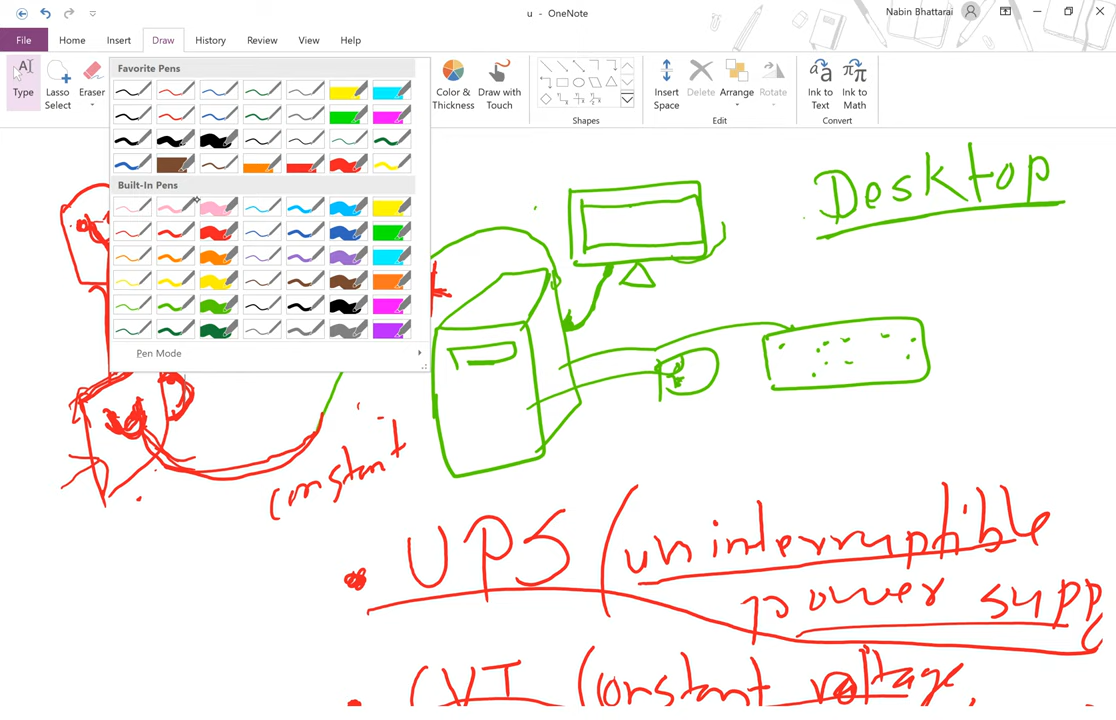 u - OneNote
Nabin Bhattarai
File Home Insert Draw History Review View Help
Type
Lasso Select
Eraser
Favorite Pens
Built-In Pens
Pen Mode
Color & Thickness
Draw with Touch
Shapes
Insert Space
Delete
Arrange
Rotate
Edit
Ink to Text
Ink to Math
Convert
Desktop
constant
UPS (uninterruptible
power supp
CVT (constant voltage